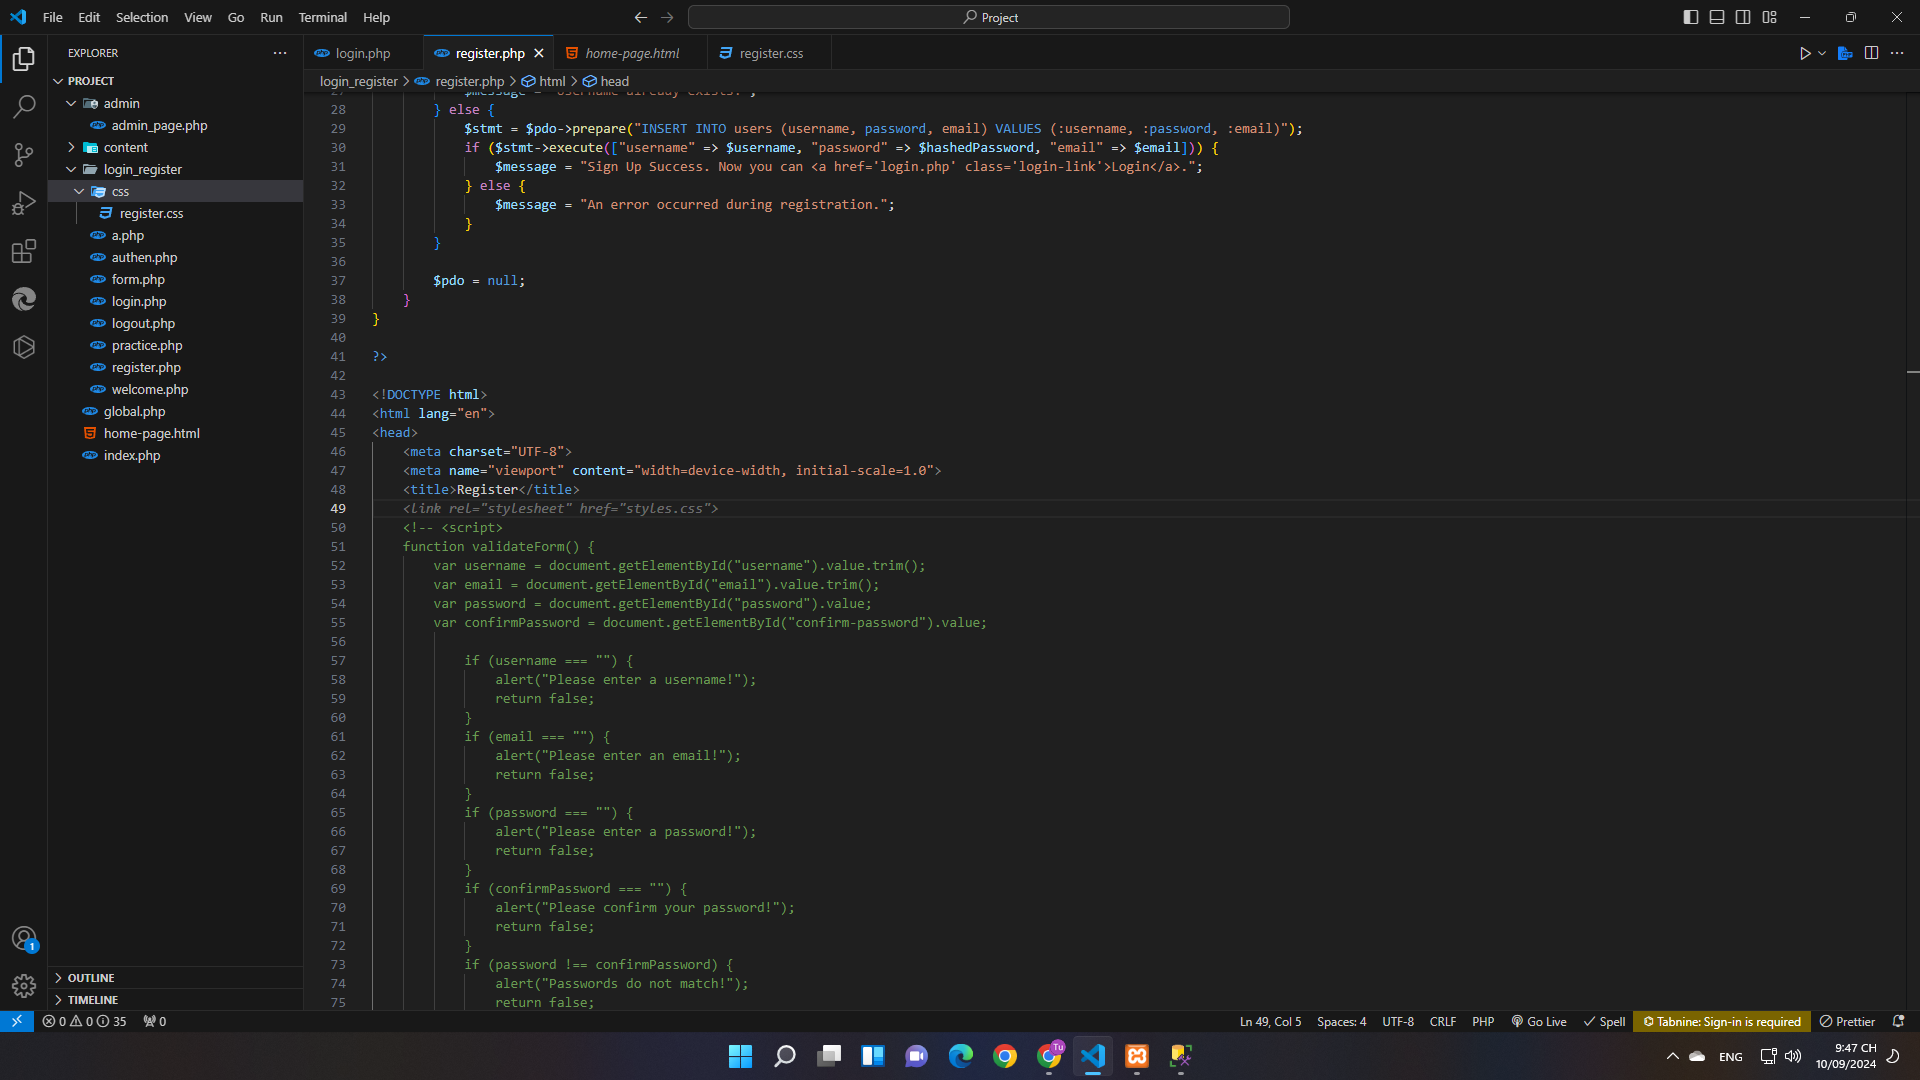 File Edit Selection View Go Run Terminal Help
Project
EXPLORER
PROJECT
admin
admin_page.php
content
login_register
css
register.css
a.php
authen.php
form.php
login.php
logout.php
practice.php
register.php
welcome.php
global.php
home-page.html
index.php
OUTLINE
TIMELINE
login.php register.php home-page.html register.css
login_register > register.php > html > head
28 } else {
29 $stmt = $pdo->prepare("INSERT INTO users (username, password, email) VALUES (:username, :password, :email)");
30 if ($stmt->execute(["username" => $username, "password" => $hashedPassword, "email" => $email])) {
31 $message = "Sign Up Success. Now you can <a href='login.php' class='login-link'>Login</a>.";
32 } else {
33 $message = "An error occurred during registration.";
34 }
35 }
36
37 $pdo = null;
38 }
39 }
40
41 ?>
42
43 <!DOCTYPE html>
44 <html lang="en">
45 <head>
46 <meta charset="UTF-8">
47 <meta name="viewport" content="width=device-width, initial-scale=1.0">
48 <title>Register</title>
49 <link rel="stylesheet" href="styles.css">
50 <!-- <script>
51 function validateForm() {
52 var username = document.getElementById("username").value.trim();
53 var email = document.getElementById("email").value.trim();
54 var password = document.getElementById("password").value;
55 var confirmPassword = document.getElementById("confirm-password").value;
56
57 if (username === "") {
58 alert("Please enter a username!");
59 return false;
60 }
61 if (email === "") {
62 alert("Please enter an email!");
63 return false;
64 }
65 if (password === "") {
66 alert("Please enter a password!");
67 return false;
68 }
69 if (confirmPassword === "") {
70 alert("Please confirm your password!");
71 return false;
72 }
73 if (password !== confirmPassword) {
74 alert("Passwords do not match!");
75 return false;
0 0 35 0
Ln 49, Col 5 Spaces: 4 UTF-8 CRLF PHP Go Live Spell Tabnine: Sign-in is required Prettier
1
Tu
ENG
9:47 CH
10/09/2024